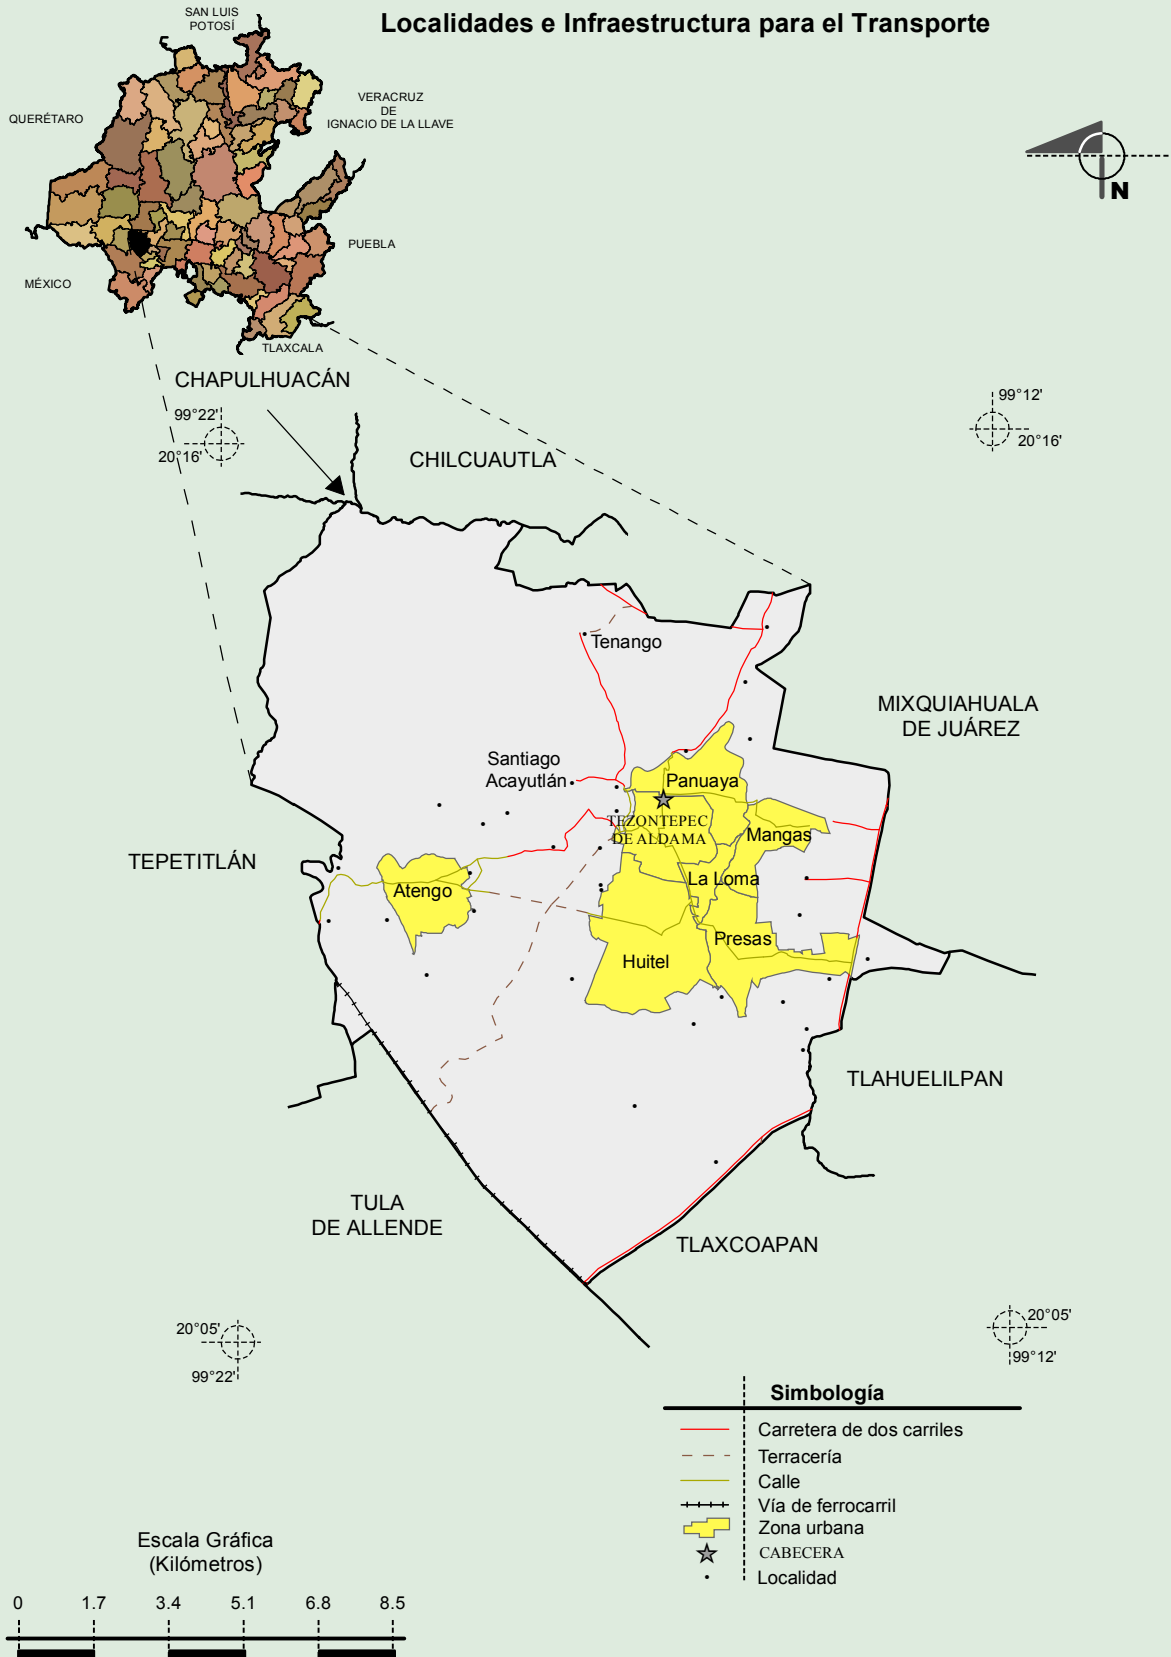 Localidades e Infraestructura para el Transporte
SAN LUIS
POTOSÍ
QUERÉTARO
VERACRUZ
DE
IGNACIO DE LA LLAVE
N
PUEBLA
MÉXICO
TLAXCALA
CHAPULHUACÁN
99°22'
20°16'
99°12'
20°16'
CHILCUAUTLA
Tenango
MIXQUIAHUALA
DE JUÁREZ
Santiago
Acayutlán
Panuaya
TEZONTEPEC
DE ALDAMA
Mangas
TEPETITLÁN
Atengo
La Loma
Presas
Huitel
TLAHUELILPAN
TULA
DE ALLENDE
TLAXCOAPAN
20°05'
99°22'
20°05'
99°12'
Simbología
Carretera de dos carriles
Terracería
Calle
Vía de ferrocarril
Zona urbana
CABECERA
Localidad
Escala Gráfica
(Kilómetros)
0 1.7 3.4 5.1 6.8 8.5